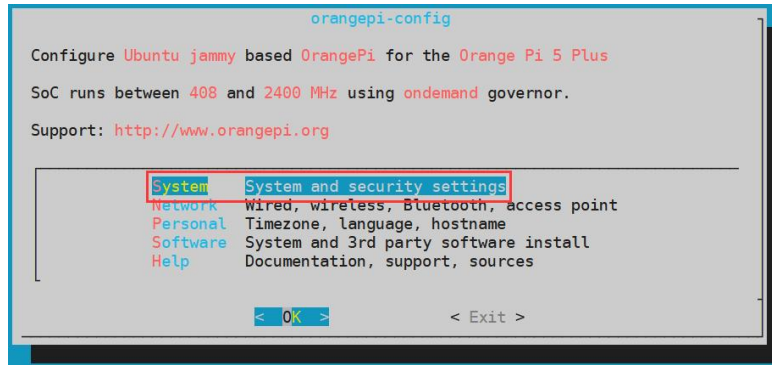 orangepi-config
Configure Ubuntu jammy based OrangePi for the Orange Pi 5 Plus
SoC runs between 408 and 2400 MHz using ondemand governor.
Support: http://www.orangepi.org
System System and security settings
Network Wired, wireless, Bluetooth, access point
Personal Timezone, language, hostname
Software System and 3rd party software install
Help Documentation, support, sources
< OK > < Exit >